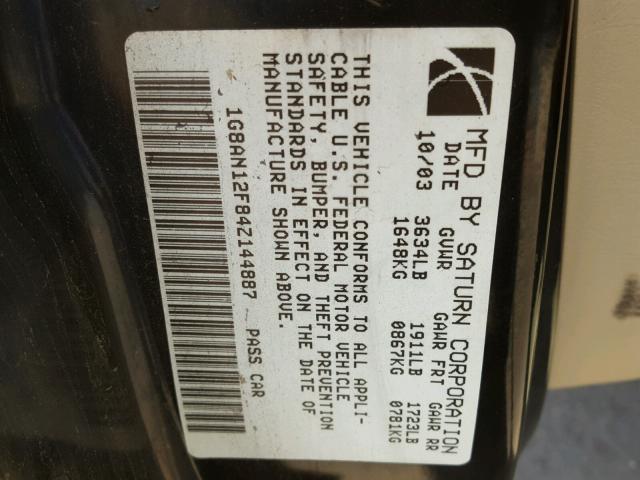 MFD BY SATURN CORPORATION
DATE GVWR GAWR FRT GAWR RR
10/03 3634LB 1911LB 1723LB
1648KG 0867KG 0781KG
THIS VEHICLE CONFORMS TO ALL APPLI-
CABLE U.S. FEDERAL MOTOR VEHICLE
SAFETY, BUMPER, AND THEFT PREVENTION
STANDARDS IN EFFECT ON THE DATE OF
MANUFACTURE SHOWN ABOVE.
1G8AN12F84Z144887 PASS CAR